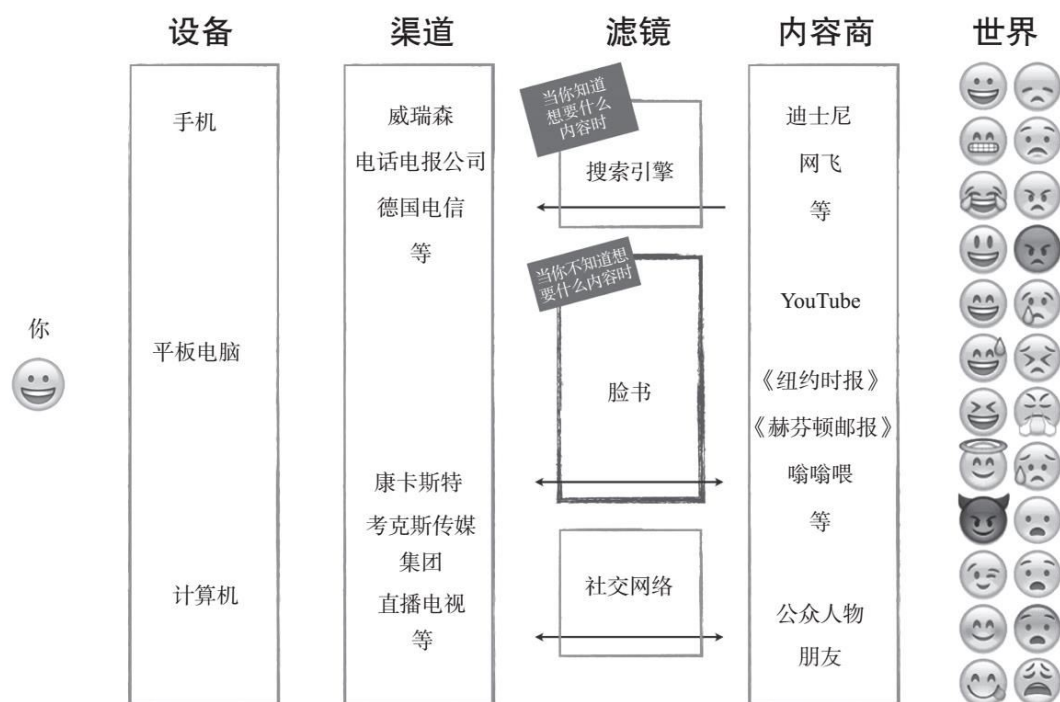 设备
渠道
滤镜
内容商
世界
你
手机
平板电脑
计算机
威瑞森
电话电报公司
德国电信
等
康卡斯特
考克斯传媒
集团
直播电视
等
当你知道
想要什么
内容时
搜索引擎
当你不知道想
要什么内容时
脸书
社交网络
迪士尼
网飞
等
YouTube
《纽约时报》
《赫芬顿邮报》
嗡嗡喂
等
公众人物
朋友